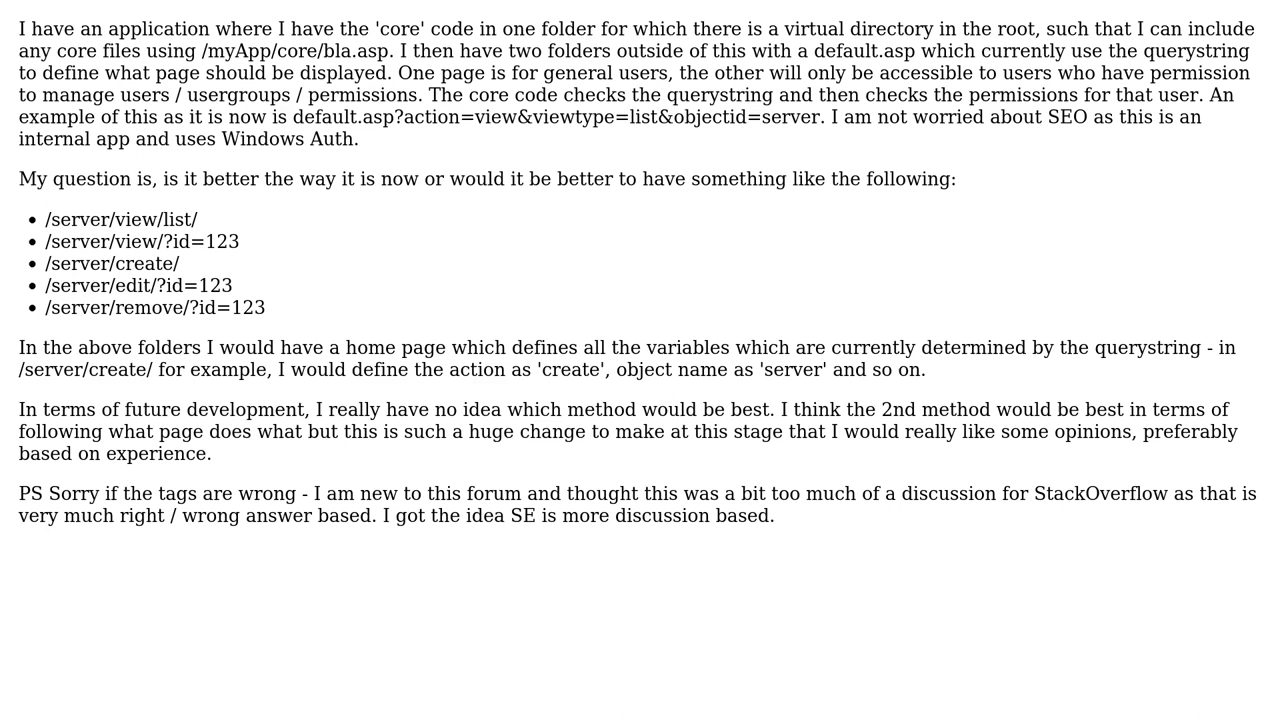 I have an application where I have the 'core' code in one folder for which there is a virtual directory in the root, such that I can include
any core files using /myApp/core/bla.asp. I then have two folders outside of this with a default.asp which currently use the querystring
to define what page should be displayed. One page is for general users, the other will only be accessible to users who have permission
to manage users / usergroups / permissions. The core code checks the querystring and then checks the permissions for that user. An
example of this as it is now is default.asp?action=view&viewtype=list&objectid=server. I am not worried about SEO as this is an
internal app and uses Windows Auth.
My question is, is it better the way it is now or would it be better to have something like the following:
• /server/view/list/
• /server/view/?id=123
• /server/create/
• /server/edit/?id=123
• /server/remove/?id=123
In the above folders I would have a home page which defines all the variables which are currently determined by the querystring - in
/server/create/ for example, I would define the action as 'create', object name as 'server' and so on.
In terms of future development, I really have no idea which method would be best. I think the 2nd method would be best in terms of
following what page does what but this is such a huge change to make at this stage that I would really like some opinions, preferably
based on experience.
PS Sorry if the tags are wrong - I am new to this forum and thought this was a bit too much of a discussion for StackOverflow as that is
very much right / wrong answer based. I got the idea SE is more discussion based.